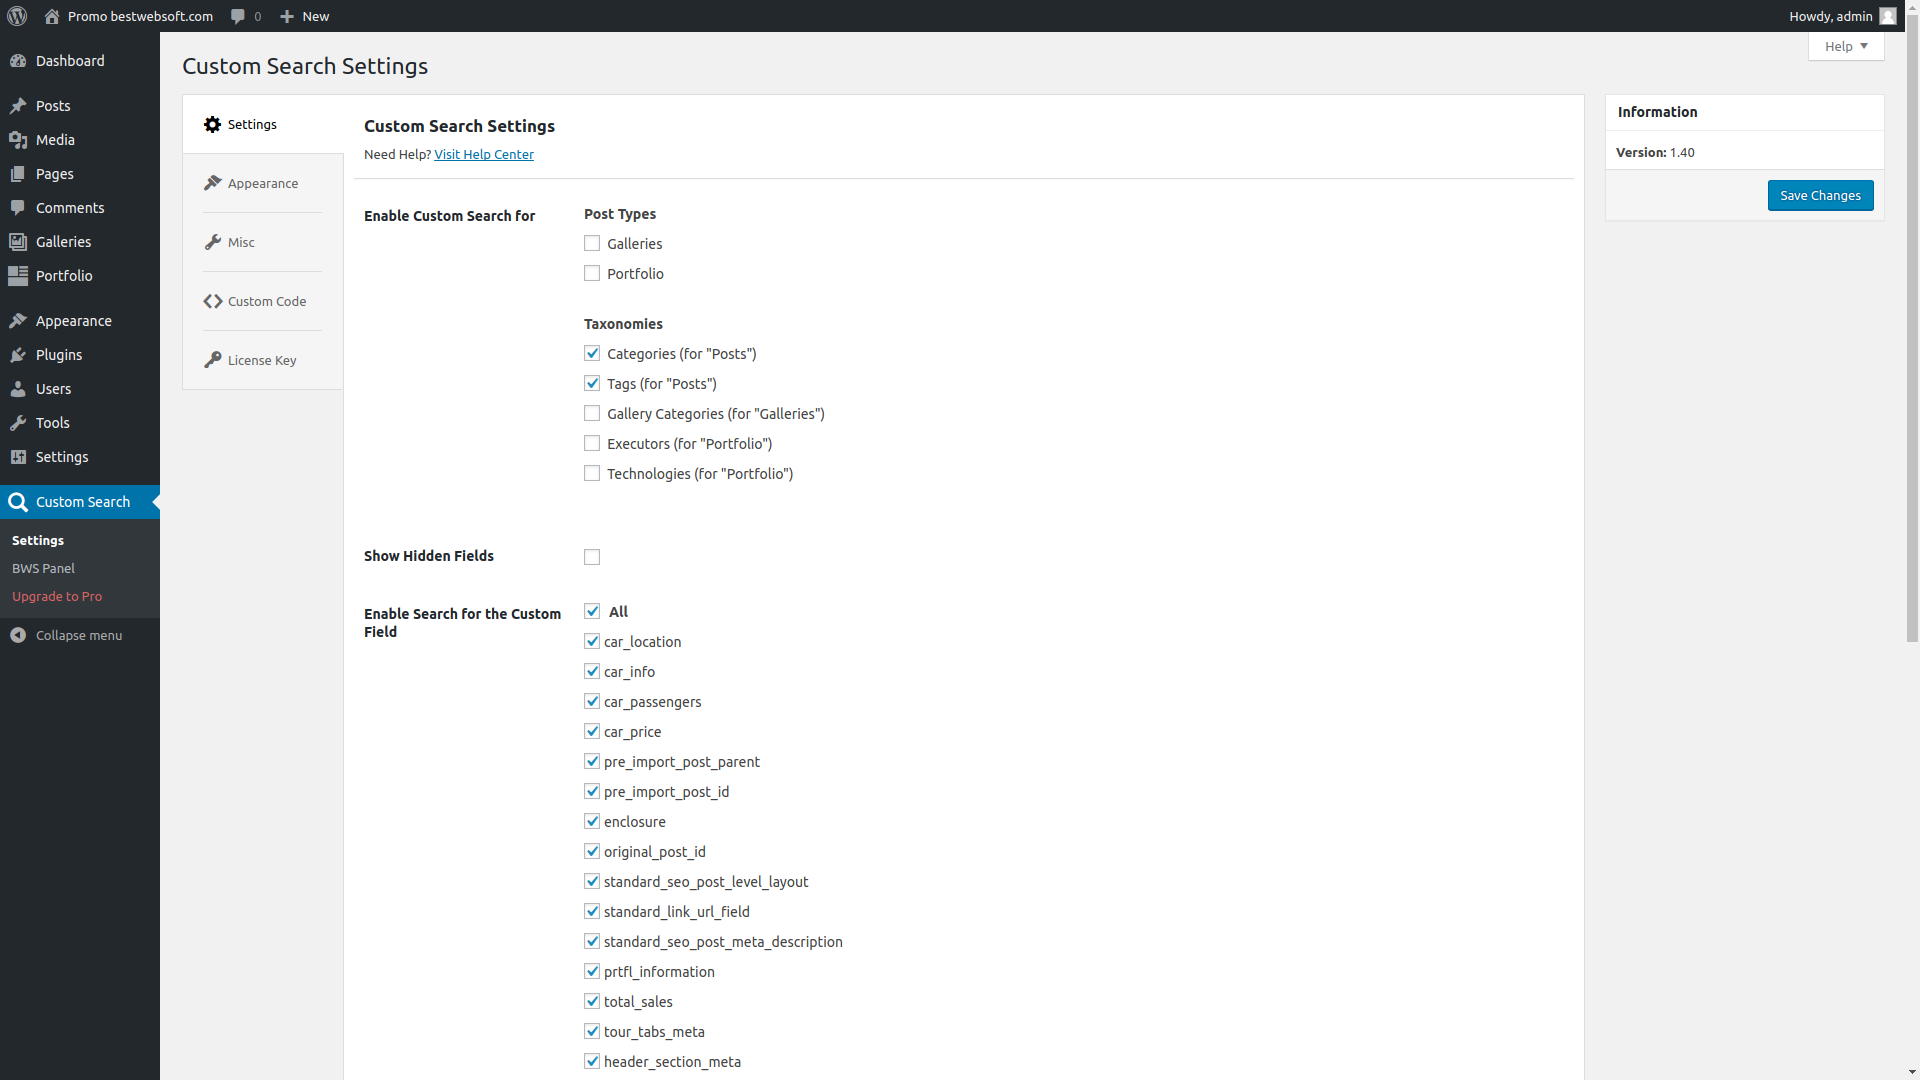 Promo bestwebsoft.com
0
New
Howdy, admin
Help
Dashboard
Posts
Media
Pages
Comments
Galleries
Portfolio
Appearance
Plugins
Users
Tools
Settings
Custom Search
Settings
BWS Panel
Upgrade to Pro
Collapse menu
Custom Search Settings
Settings
Appearance
Misc
Custom Code
License Key
Custom Search Settings
Need Help? Visit Help Center
Enable Custom Search for
Post Types
Galleries
Portfolio
Taxonomies
Categories (for "Posts")
Tags (for "Posts")
Gallery Categories (for "Galleries")
Executors (for "Portfolio")
Technologies (for "Portfolio")
Show Hidden Fields
Enable Search for the Custom
Field
All
car_location
car_info
car_passengers
car_price
pre_import_post_parent
pre_import_post_id
enclosure
original_post_id
standard_seo_post_level_layout
standard_link_url_field
standard_seo_post_meta_description
prtfl_information
total_sales
tour_tabs_meta
header_section_meta
Information
Version: 1.40
Save Changes